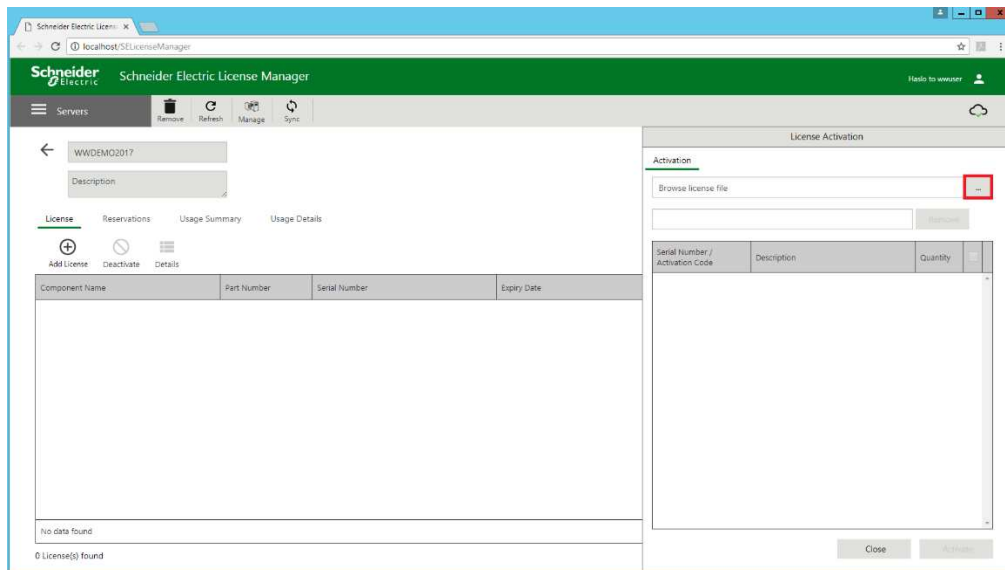 Schneider Electric Licens
localhost/SELicenseManager
Schneider Electric
Schneider Electric License Manager
Haslo to wwuser
Servers
Remove
Refresh
Manage
Sync
License Activation
WWDEMO2017
Description
Activation
Browse license file
...
Remove
License
Reservations
Usage Summary
Usage Details
Add License
Deactivate
Details
Serial Number / Activation Code
Description
Quantity
Component Name
Part Number
Serial Number
Expiry Date
No data found
0 License(s) found
Close
Activate